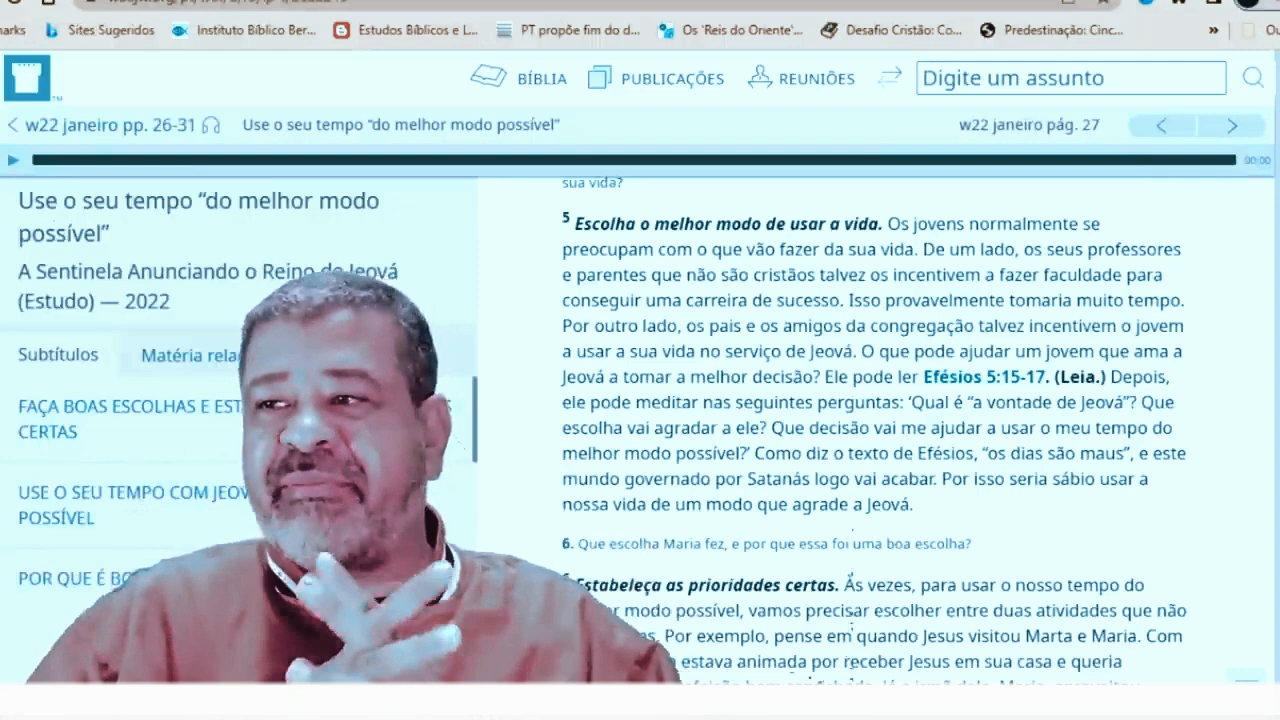 arks
Sites Sugeridos
Instituto Bíblico Ber...
Estudos Bíblicos e L...
PT propõe fim do d...
Os 'Reis do Oriente'...
Desafio Cristão: Co...
Predestinação: Cinc...
»
Ou
BÍBLIA
PUBLICAÇÕES
REUNIÕES
Digite um assunto
w22 janeiro pp. 26-31
Use o seu tempo “do melhor modo possível”
w22 janeiro pág. 27
00:00
Use o seu tempo “do melhor modo
possível”
A Sentinela Anunciando o Reino de Jeová
(Estudo) — 2022
Subtítulos
Matéria rela
FAÇA BOAS ESCOLHAS E EST
CERTAS
USE O SEU TEMPO COM JEOV
POSSÍVEL
POR QUE É BO
sua vida?
5 Escolha o melhor modo de usar a vida. Os jovens normalmente se
preocupam com o que vão fazer da sua vida. De um lado, os seus professores
e parentes que não são cristãos talvez os incentivem a fazer faculdade para
conseguir uma carreira de sucesso. Isso provavelmente tomaria muito tempo.
Por outro lado, os pais e os amigos da congregação talvez incentivem o jovem
a usar a sua vida no serviço de Jeová. O que pode ajudar um jovem que ama a
Jeová a tomar a melhor decisão? Ele pode ler Efésios 5:15-17. (Leia.) Depois,
ele pode meditar nas seguintes perguntas: ‘Qual é “a vontade de Jeová”? Que
escolha vai agradar a ele? Que decisão vai me ajudar a usar o meu tempo do
melhor modo possível?’ Como diz o texto de Efésios, “os dias são maus”, e este
mundo governado por Satanás logo vai acabar. Por isso seria sábio usar a
nossa vida de um modo que agrade a Jeová.
6. Que escolha Maria fez, e por que essa foi uma boa escolha?
Estabeleça as prioridades certas. Às vezes, para usar o nosso tempo do
modo possível, vamos precisar escolher entre duas atividades que não
Por exemplo, pense em quando Jesus visitou Marta e Maria. Com
estava animada por receber Jesus em sua casa e queria